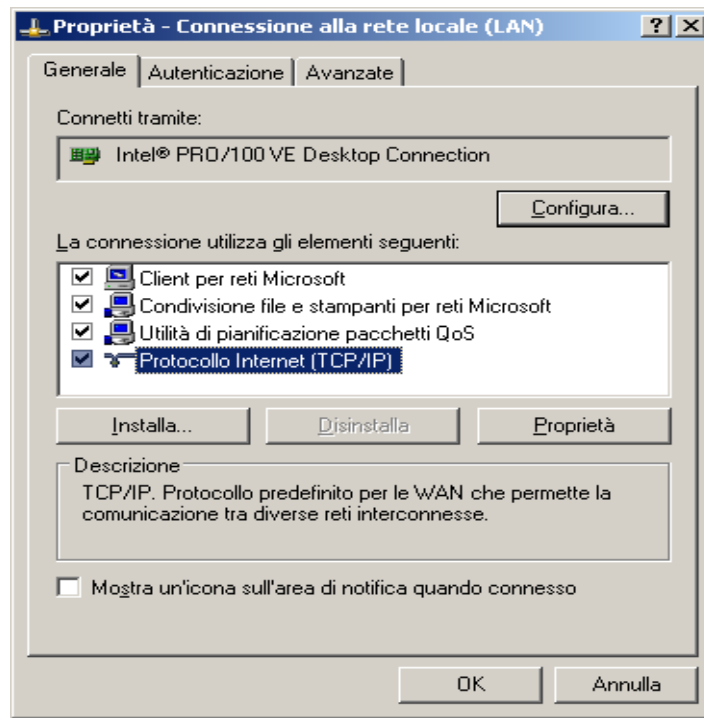 Proprietà - Connessione alla rete locale (LAN)
Generale
Autenticazione
Avanzate
Connetti tramite:
Intel® PRO/100 VE Desktop Connection
Configura...
La connessione utilizza gli elementi seguenti:
Client per reti Microsoft
Condivisione file e stampanti per reti Microsoft
Utilità di pianificazione pacchetti QoS
Protocollo Internet (TCP/IP)
Installa...
Disinstalla
Proprietà
Descrizione
TCP/IP. Protocollo predefinito per le WAN che permette la
comunicazione tra diverse reti interconnesse.
Mostra un'icona sull'area di notifica quando connesso
OK
Annulla